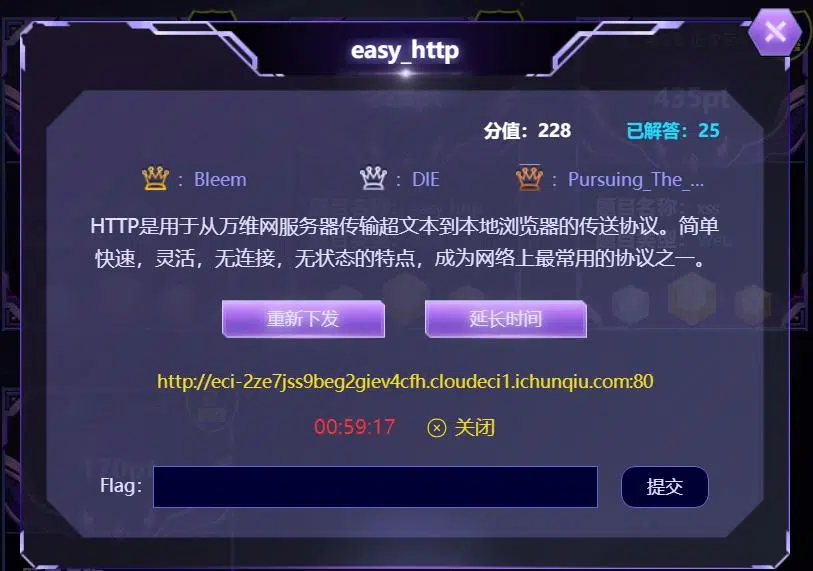 easy_http
435pt
分值：228
已解答：25
：Bleem
：DIE
：Pursuing_The_...
HTTP是用于从万维网服务器传输超文本到本地浏览器的传送协议。简单
快速，灵活，无连接，无状态的特点，成为网络上最常用的协议之一。
重新下发
延长时间
http://eci-2ze7jss9beg2giev4cfh.cloudeci1.ichunqiu.com:80
00:59:17
关闭
170pt
Flag：
提交